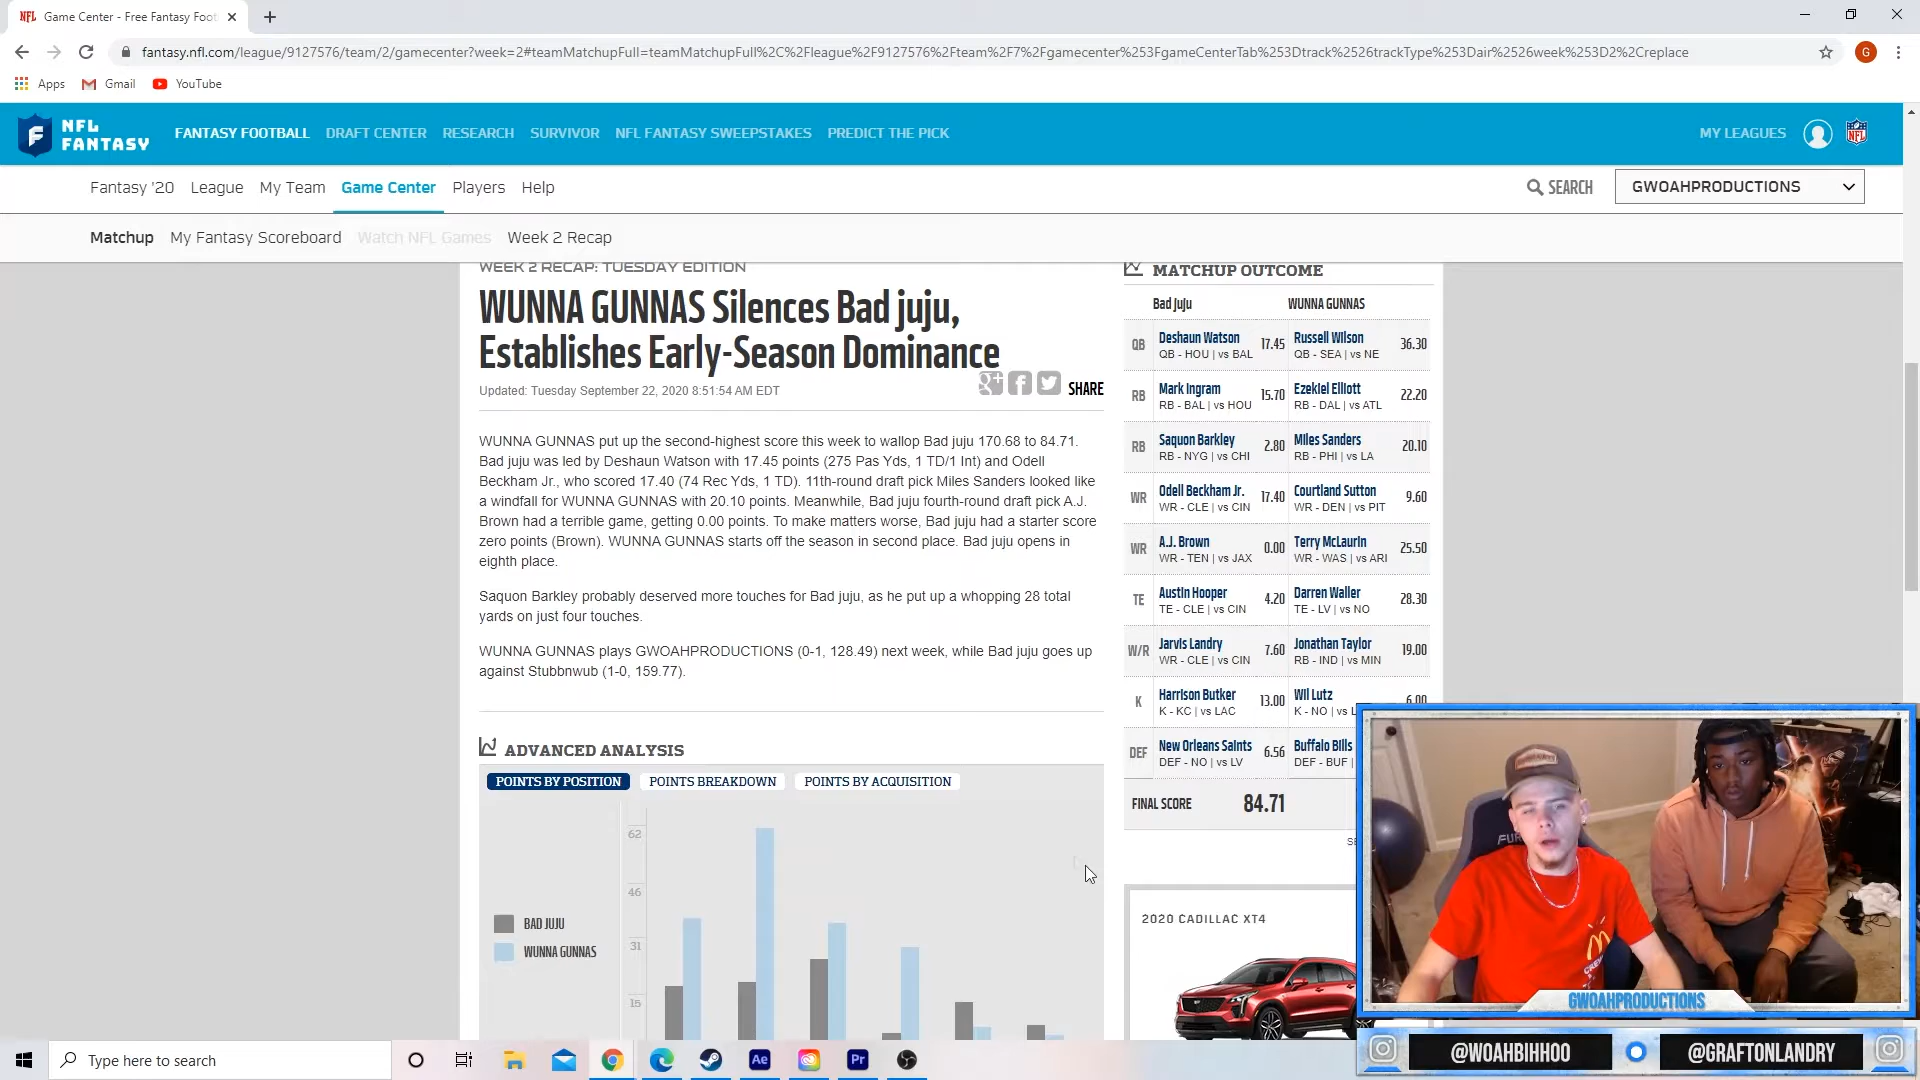 Game Center - Free Fantasy Foot
fantasy.nfl.com/league/9127576/team/2/gamecenter?week=2#teamMatchupFull=teamMatchupFull%2C%2Fleague%2F9127576%2Fteam%2F7%2Fgamecenter%253FgameCenterTab%253Dtrack%2526trackType%253Dair%2526week%253D2%2Creplace
G
Apps Gmail YouTube
NFL FANTASY
FANTASY FOOTBALL DRAFT CENTER RESEARCH SURVIVOR NFL FANTASY SWEEPSTAKES PREDICT THE PICK MY LEAGUES
Fantasy '20 League My Team Game Center Players Help SEARCH GWOAHPRODUCTIONS
Matchup My Fantasy Scoreboard Watch NFL Games Week 2 Recap
WEEK 2 RECAP: TUESDAY EDITION
WUNNA GUNNAS Silences Bad juju,
Establishes Early-Season Dominance
Updated: Tuesday September 22, 2020 8:51:54 AM EDT
SHARE
WUNNA GUNNAS put up the second-highest score this week to wallop Bad juju 170.68 to 84.71.
Bad juju was led by Deshaun Watson with 17.45 points (275 Pas Yds, 1 TD/1 Int) and Odell
Beckham Jr., who scored 17.40 (74 Rec Yds, 1 TD). 11th-round draft pick Miles Sanders looked like
a windfall for WUNNA GUNNAS with 20.10 points. Meanwhile, Bad juju fourth-round draft pick A.J.
Brown had a terrible game, getting 0.00 points. To make matters worse, Bad juju had a starter score
zero points (Brown). WUNNA GUNNAS starts off the season in second place. Bad juju opens in
eighth place.
Saquon Barkley probably deserved more touches for Bad juju, as he put up a whopping 28 total
yards on just four touches.
WUNNA GUNNAS plays GWOAHPRODUCTIONS (0-1, 128.49) next week, while Bad juju goes up
against Stubbnwub (1-0, 159.77).
ADVANCED ANALYSIS
POINTS BY POSITION POINTS BREAKDOWN POINTS BY ACQUISITION
62
46
31
15
BAD JUJU
WUNNA GUNNAS
MATCHUP OUTCOME
Bad juju WUNNA GUNNAS
QB Deshaun Watson 17.45 Russell Wilson 36.30
QB - HOU | vs BAL QB - SEA | vs NE
RB Mark Ingram 15.70 Ezekiel Elliott 22.20
RB - BAL | vs HOU RB - DAL | vs ATL
RB Saquon Barkley 2.80 Miles Sanders 20.10
RB - NYG | vs CHI RB - PHI | vs LA
WR Odell Beckham Jr. 17.40 Courtland Sutton 9.60
WR - CLE | vs CIN WR - DEN | vs PIT
WR A.J. Brown 0.00 Terry McLaurin 25.50
WR - TEN | vs JAX WR - WAS | vs ARI
TE Austin Hooper 4.20 Darren Waller 28.30
TE - CLE | vs CIN TE - LV | vs NO
W/R Jarvis Landry 7.60 Jonathan Taylor 19.00
WR - CLE | vs CIN RB - IND | vs MIN
K Harrison Butker 13.00 Wil Lutz 6.00
K - KC | vs LAC K - NO | vs L
DEF New Orleans Saints 6.56 Buffalo Bills
DEF - NO | vs LV DEF - BUF |
FINAL SCORE 84.71
2020 CADILLAC XT4
GWOAHPRODUCTIONS
@WOAHBIHHOO @GRAFTONLANDRY
Type here to search
Ae Pr